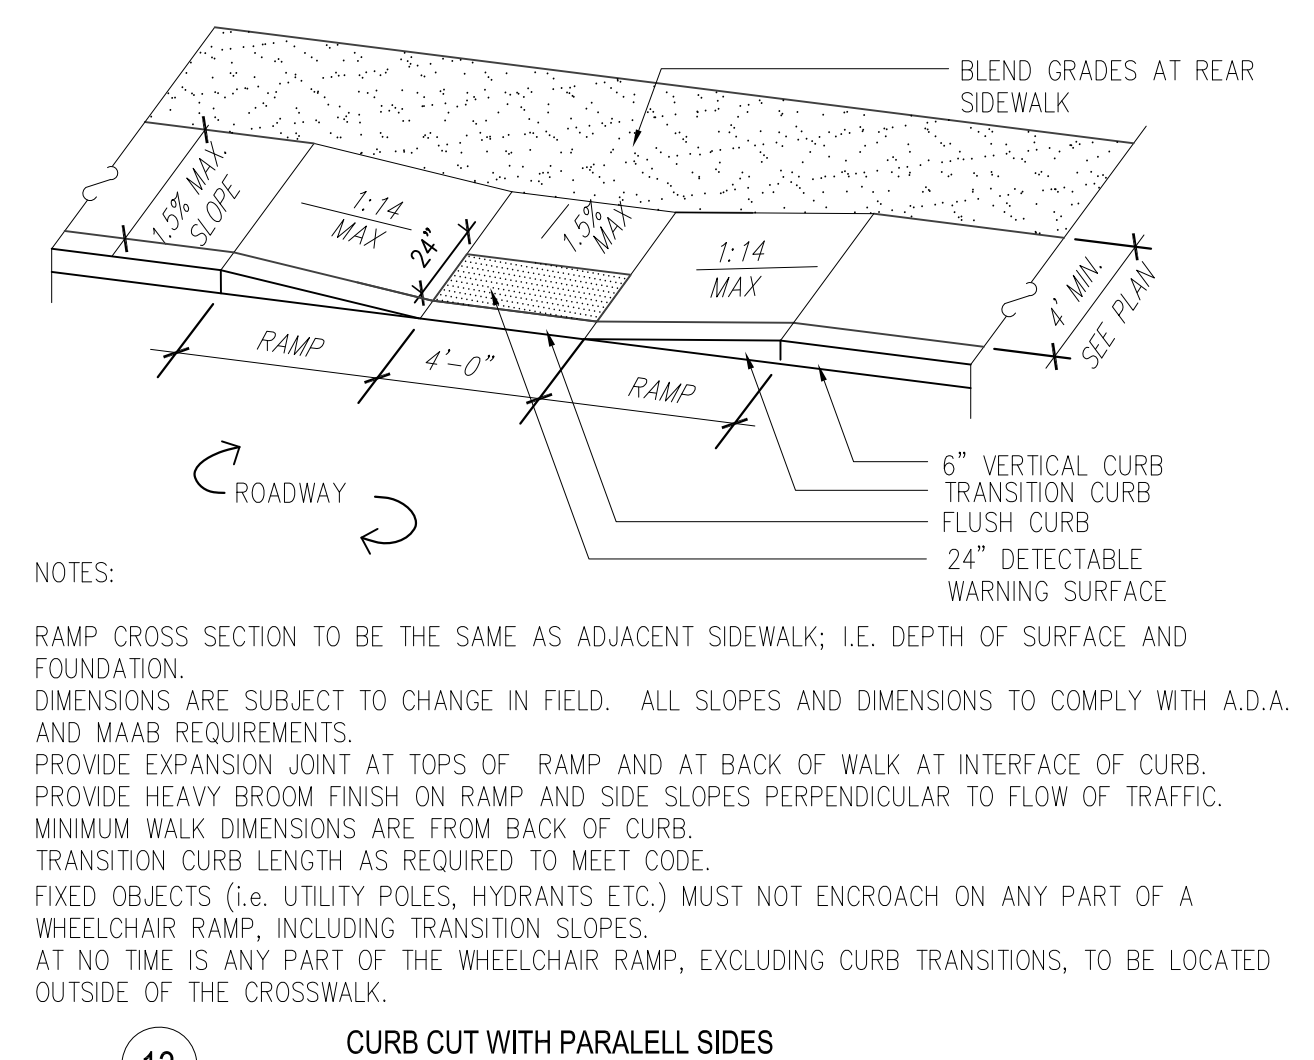 BLEND GRADES AT REAR
SIDEWALK
1.5% MAX.
SLOPE
1:14
MAX
24"
1.5%
MAX
1:14
MAX
4' MIN.
SEE PLAN
RAMP
4'-0"
RAMP
ROADWAY
6" VERTICAL CURB
TRANSITION CURB
FLUSH CURB
24" DETECTABLE
WARNING SURFACE
NOTES:
RAMP CROSS SECTION TO BE THE SAME AS ADJACENT SIDEWALK; I.E. DEPTH OF SURFACE AND
FOUNDATION.
DIMENSIONS ARE SUBJECT TO CHANGE IN FIELD. ALL SLOPES AND DIMENSIONS TO COMPLY WITH A.D.A.
AND MAAB REQUIREMENTS.
PROVIDE EXPANSION JOINT AT TOPS OF RAMP AND AT BACK OF WALK AT INTERFACE OF CURB.
PROVIDE HEAVY BROOM FINISH ON RAMP AND SIDE SLOPES PERPENDICULAR TO FLOW OF TRAFFIC.
MINIMUM WALK DIMENSIONS ARE FROM BACK OF CURB.
TRANSITION CURB LENGTH AS REQUIRED TO MEET CODE.
FIXED OBJECTS (i.e. UTILITY POLES, HYDRANTS ETC.) MUST NOT ENCROACH ON ANY PART OF A
WHEELCHAIR RAMP, INCLUDING TRANSITION SLOPES.
AT NO TIME IS ANY PART OF THE WHEELCHAIR RAMP, EXCLUDING CURB TRANSITIONS, TO BE LOCATED
OUTSIDE OF THE CROSSWALK.
CURB CUT WITH PARALELL SIDES